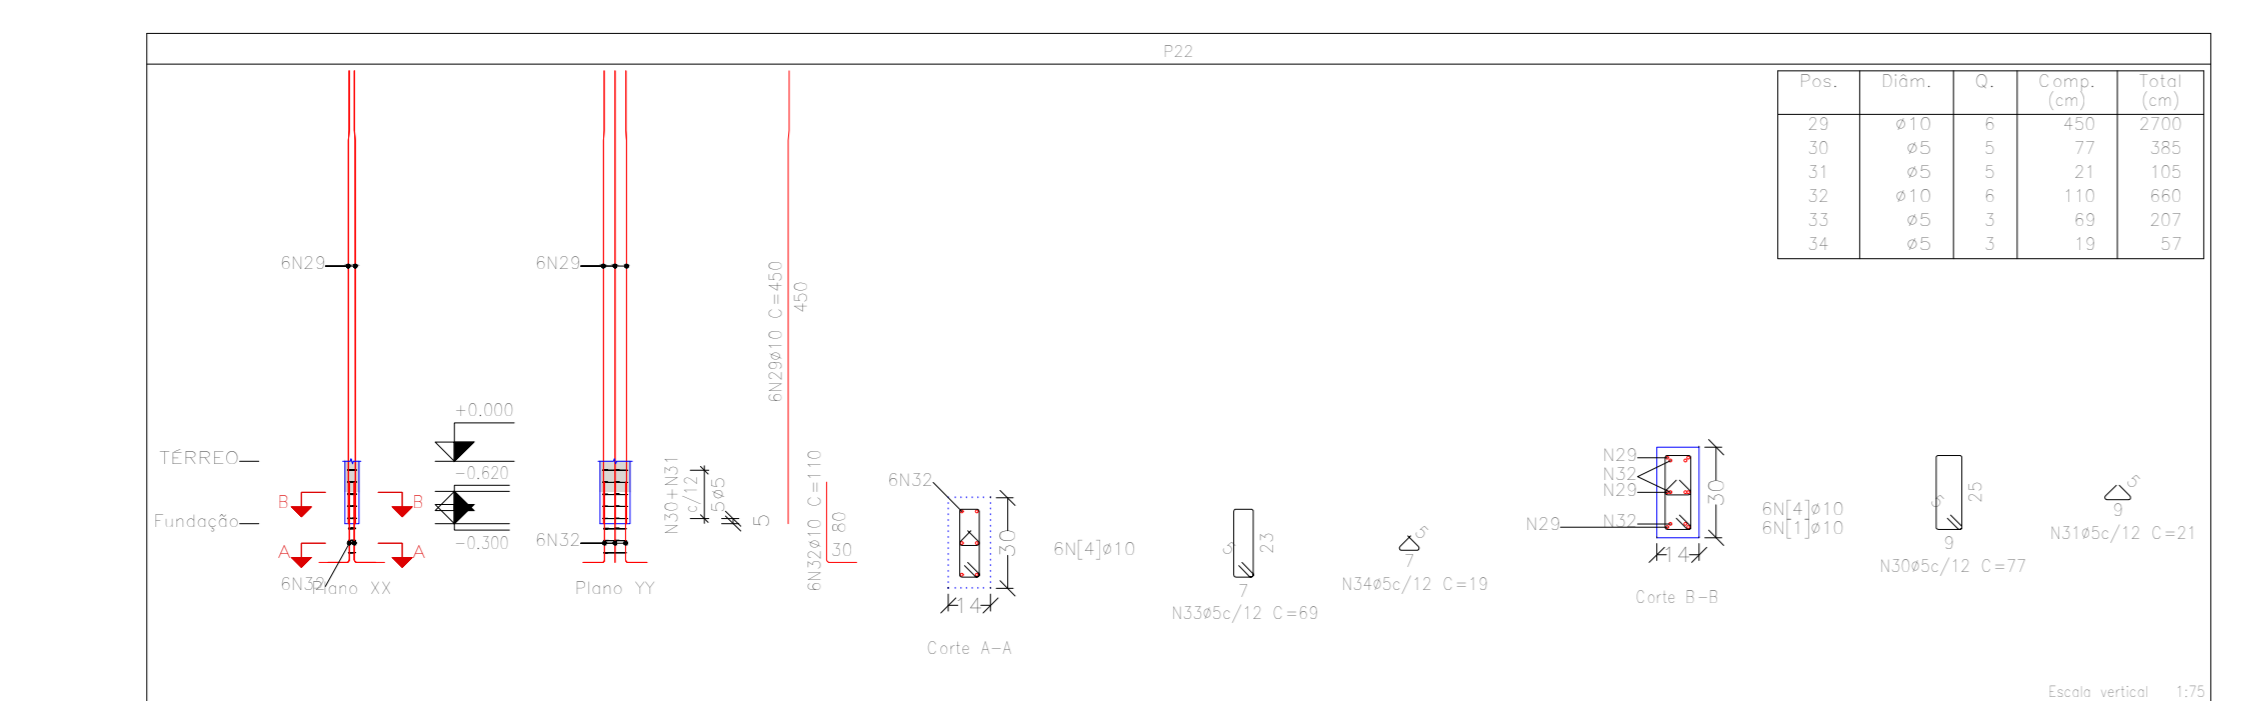 P22
Pos. Diâm. Q. Comp. (cm) Total (cm)
29 ø10 6 450 2700
30 ø5 5 77 385
31 ø5 5 21 105
32 ø10 6 110 660
33 ø5 3 69 207
34 ø5 3 19 57
6N29
6N29
6N29ø10 C=450
450
TÉRREO
+0.000
-0.620
B
B
Fundação
-0.300
A
A
6N32
Plano XX
6N32
Plano YY
N30+N31
c/12
5ø5
5
6N32ø10 C=110
80
30
6N32
30
14
6N[4]ø10
Corte A-A
5
23
7
N33ø5c/12 C=69
5
7
N34ø5c/12 C=19
N29
N32
N29
N29
N32
30
14
6N[4]ø10
6N[1]ø10
Corte B-B
5
25
9
N30ø5c/12 C=77
5
9
N31ø5c/12 C=21
Escala vertical 1:75